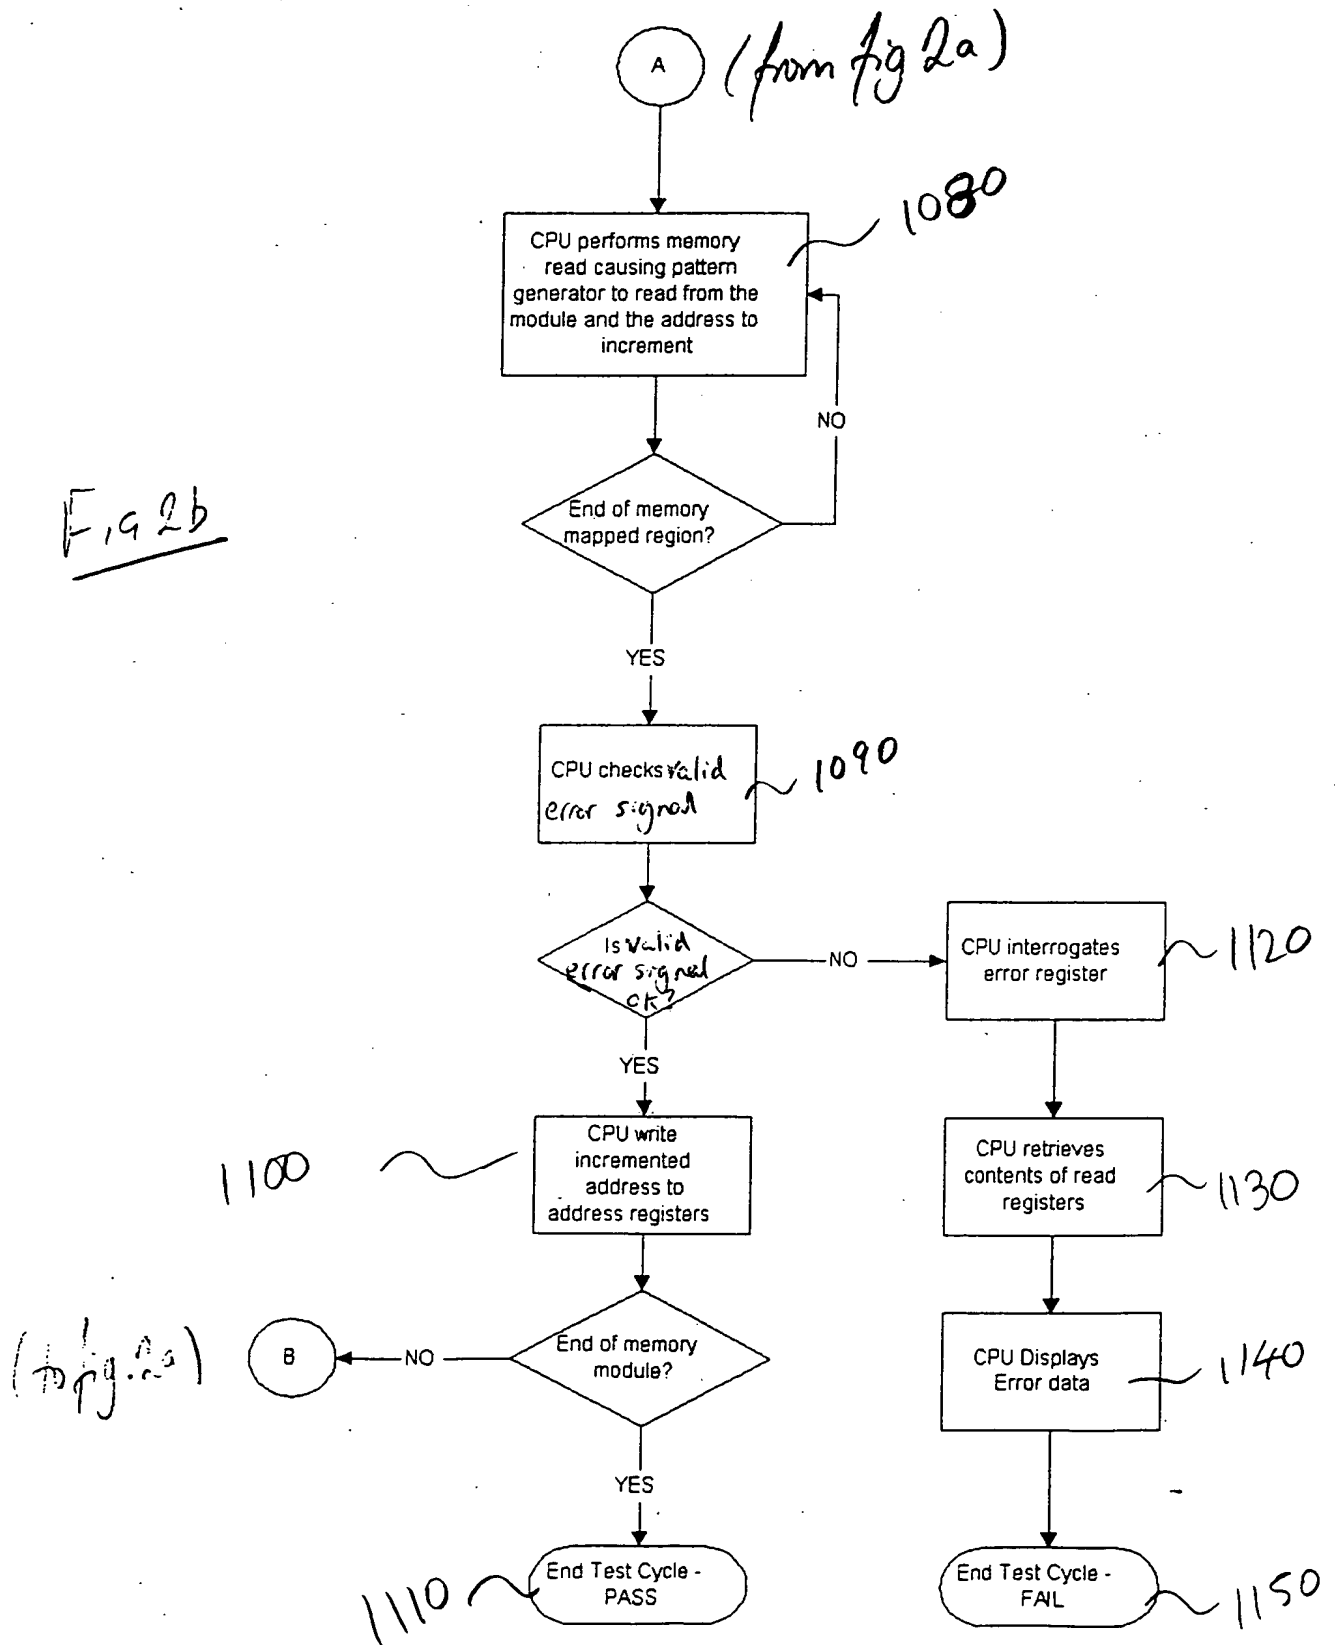 A (from fig 2a)
1080
CPU performs memory
read causing pattern
generator to read from the
module and the address to
increment
NO
End of memory
mapped region?
Fig 2b
YES
CPU checks valid
error signal
1090
Is valid
error signal
ok?
NO
CPU interrogates
error register
1120
YES
CPU write
incremented
address to
address registers
1100
CPU retrieves
contents of read
registers
1130
(to fig. 2a)
B
NO
End of memory
module?
CPU Displays
Error data
1140
YES
End Test Cycle -
PASS
1110
End Test Cycle -
FAIL
1150